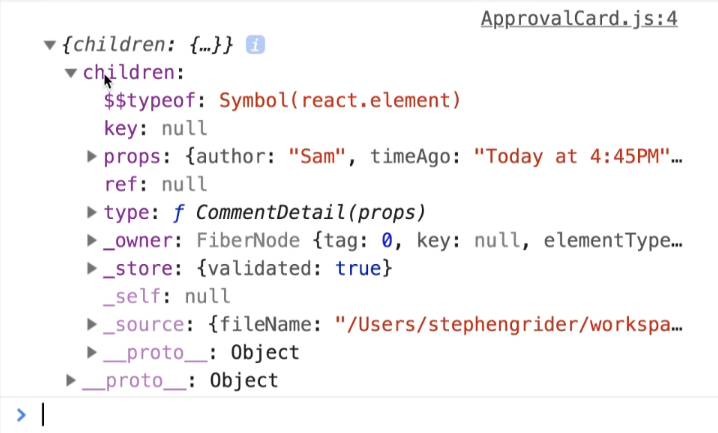 ApprovalCard.js:4
▼{children: {…}} i
▼children:
$$typeof: Symbol(react.element)
key: null
▶props: {author: "Sam", timeAgo: "Today at 4:45PM"…
ref: null
▶type: ƒ CommentDetail(props)
▶_owner: FiberNode {tag: 0, key: null, elementType…
▶_store: {validated: true}
_self: null
▶_source: {fileName: "/Users/stephengrider/workspa…
▶__proto__: Object
▶__proto__: Object
>